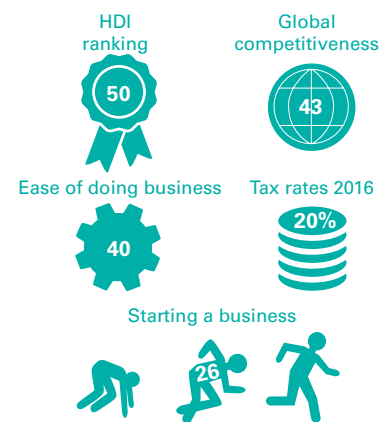 HDI
ranking
50
Global
competitiveness
43
Ease of doing business
40
Tax rates 2016
20%
Starting a business
26